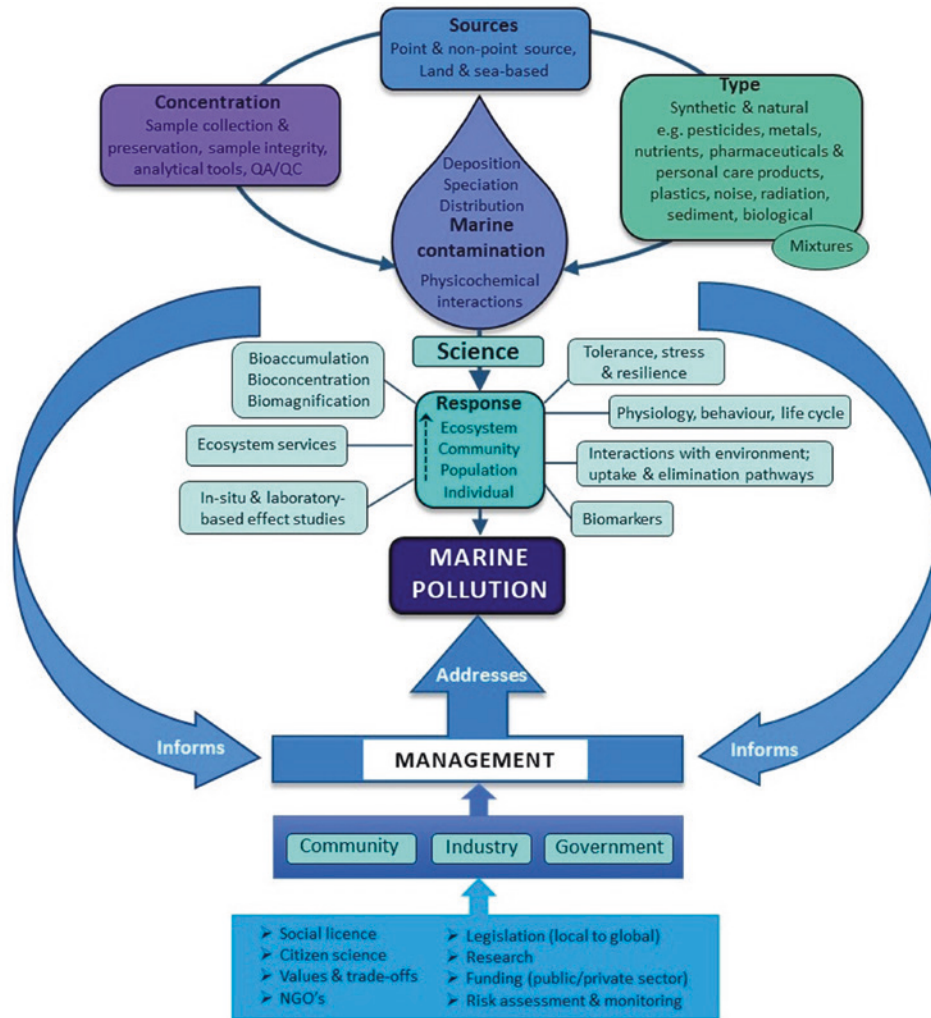 Sources
Point & non-point source,
Land & sea-based
Concentration
Sample collection &
preservation, sample integrity,
analytical tools, QA/QC
Type
Synthetic & natural
e.g. pesticides, metals,
nutrients, pharmaceuticals &
personal care products,
plastics, noise, radiation,
sediment, biological
Mixtures
Deposition
Speciation
Distribution
Marine
contamination
Physicochemical
interactions
Science
Bioaccumulation
Bioconcentration
Biomagnification
Ecosystem services
In-situ & laboratory-
based effect studies
Response
Ecosystem
Community
Population
Individual
Tolerance, stress
& resilience
Physiology, behaviour, life cycle
Interactions with environment;
uptake & elimination pathways
Biomarkers
MARINE
POLLUTION
Addresses
Informs
Informs
MANAGEMENT
Community
Industry
Government
➢ Social licence
➢ Citizen science
➢ Values & trade-offs
➢ NGO's
➢ Legislation (local to global)
➢ Research
➢ Funding (public/private sector)
➢ Risk assessment & monitoring